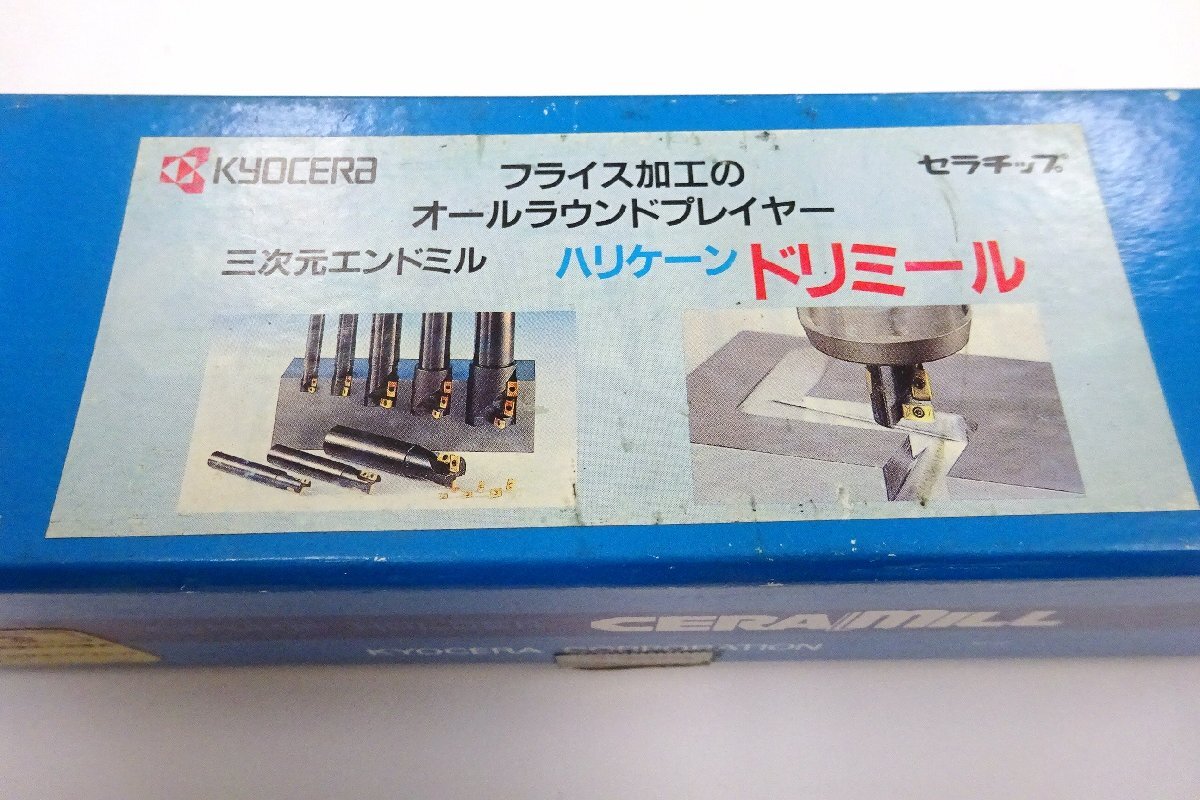 KYOCERA
セラチップ
フライス加工の
オールラウンドプレイヤー
三次元エンドミル ハリケーン ドリミール
CERAMILL
KYOCERA CORPORATION